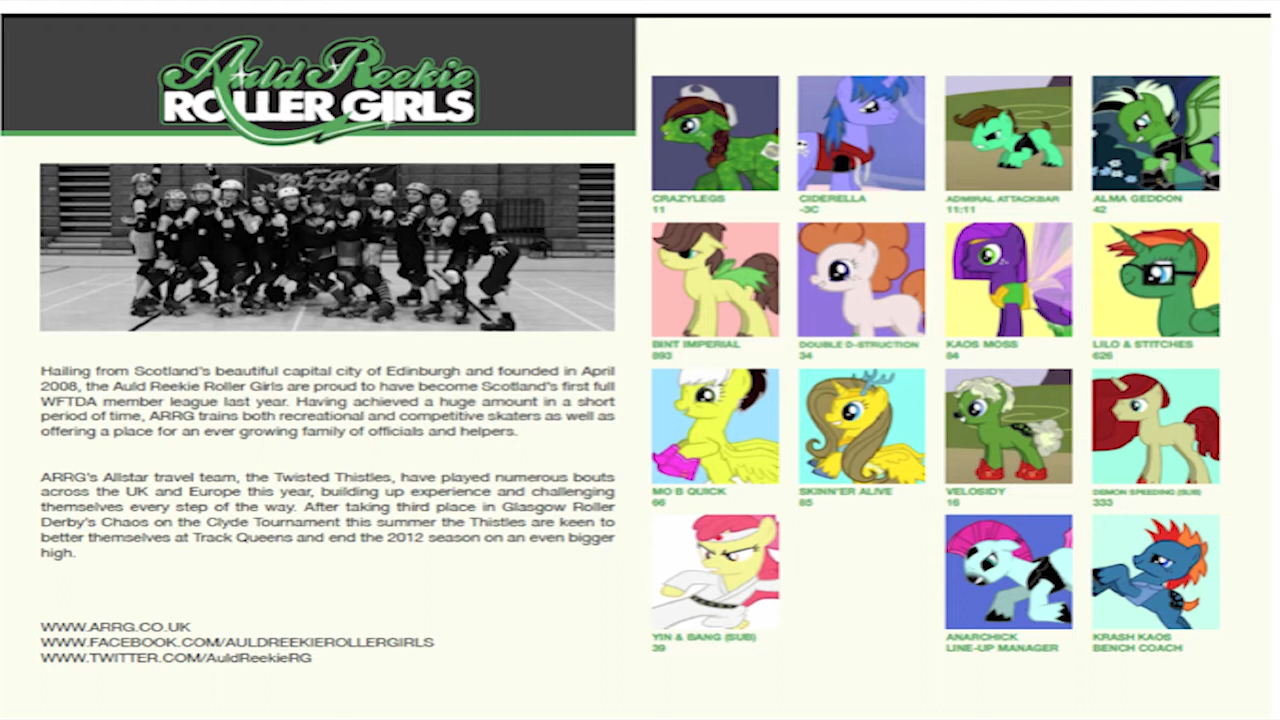 Auld Reekie
ROLLER GIRLS
Hailing from Scotland's beautiful capital city of Edinburgh and founded in April
2008, the Auld Reekie Roller Girls are proud to have become Scotland's first full
WFTDA member league last year. Having achieved a huge amount in a short
period of time, ARRG trains both recreational and competitive skaters as well as
offering a place for an ever growing family of officials and helpers.
ARRG's Allstar travel team, the Twisted Thistles, have played numerous bouts
across the UK and Europe this year, building up experience and challenging
themselves every step of the way. After taking third place in Glasgow Roller
Derby's Chaos on the Clyde Tournament this summer the Thistles are keen to
better themselves at Track Queens and end the 2012 season on an even bigger
high.
WWW.ARRG.CO.UK
WWW.FACEBOOK.COM/AULDREEKIEROLLERGIRLS
WWW.TWITTER.COM/AuldReekieRG
CRAZYLEGS
11
CIDERELLA
-3C
ADMIRAL ATTACKBAR
11:11
ALMA GEDDON
42
BINT IMPERIAL
893
DOUBLE D-STRUCTION
34
KAOS MOSS
84
LILO & STITCHES
626
MO B QUICK
66
SKINN'ER ALIVE
85
VELOSIDY
16
DEMON SPEEDING (SUB)
333
YIN & BANG (SUB)
39
ANARCHICK
LINE-UP MANAGER
KRASH KAOS
BENCH COACH